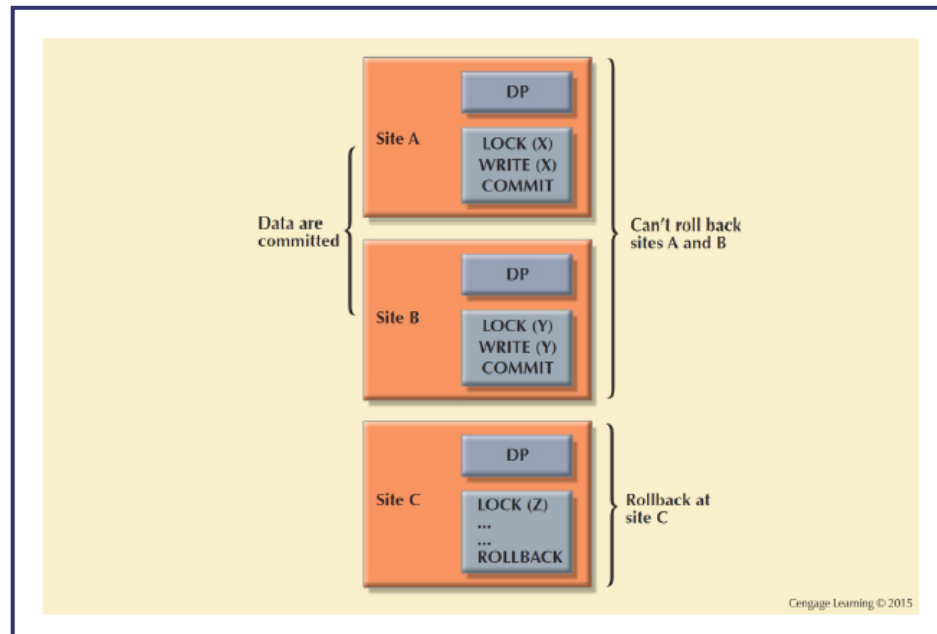 DP
Site A
LOCK (X)
WRITE (X)
COMMIT
Data are
committed
Can't roll back
sites A and B
DP
Site B
LOCK (Y)
WRITE (Y)
COMMIT
DP
Site C
LOCK (Z)
...
...
ROLLBACK
Rollback at
site C
Cengage Learning © 2015